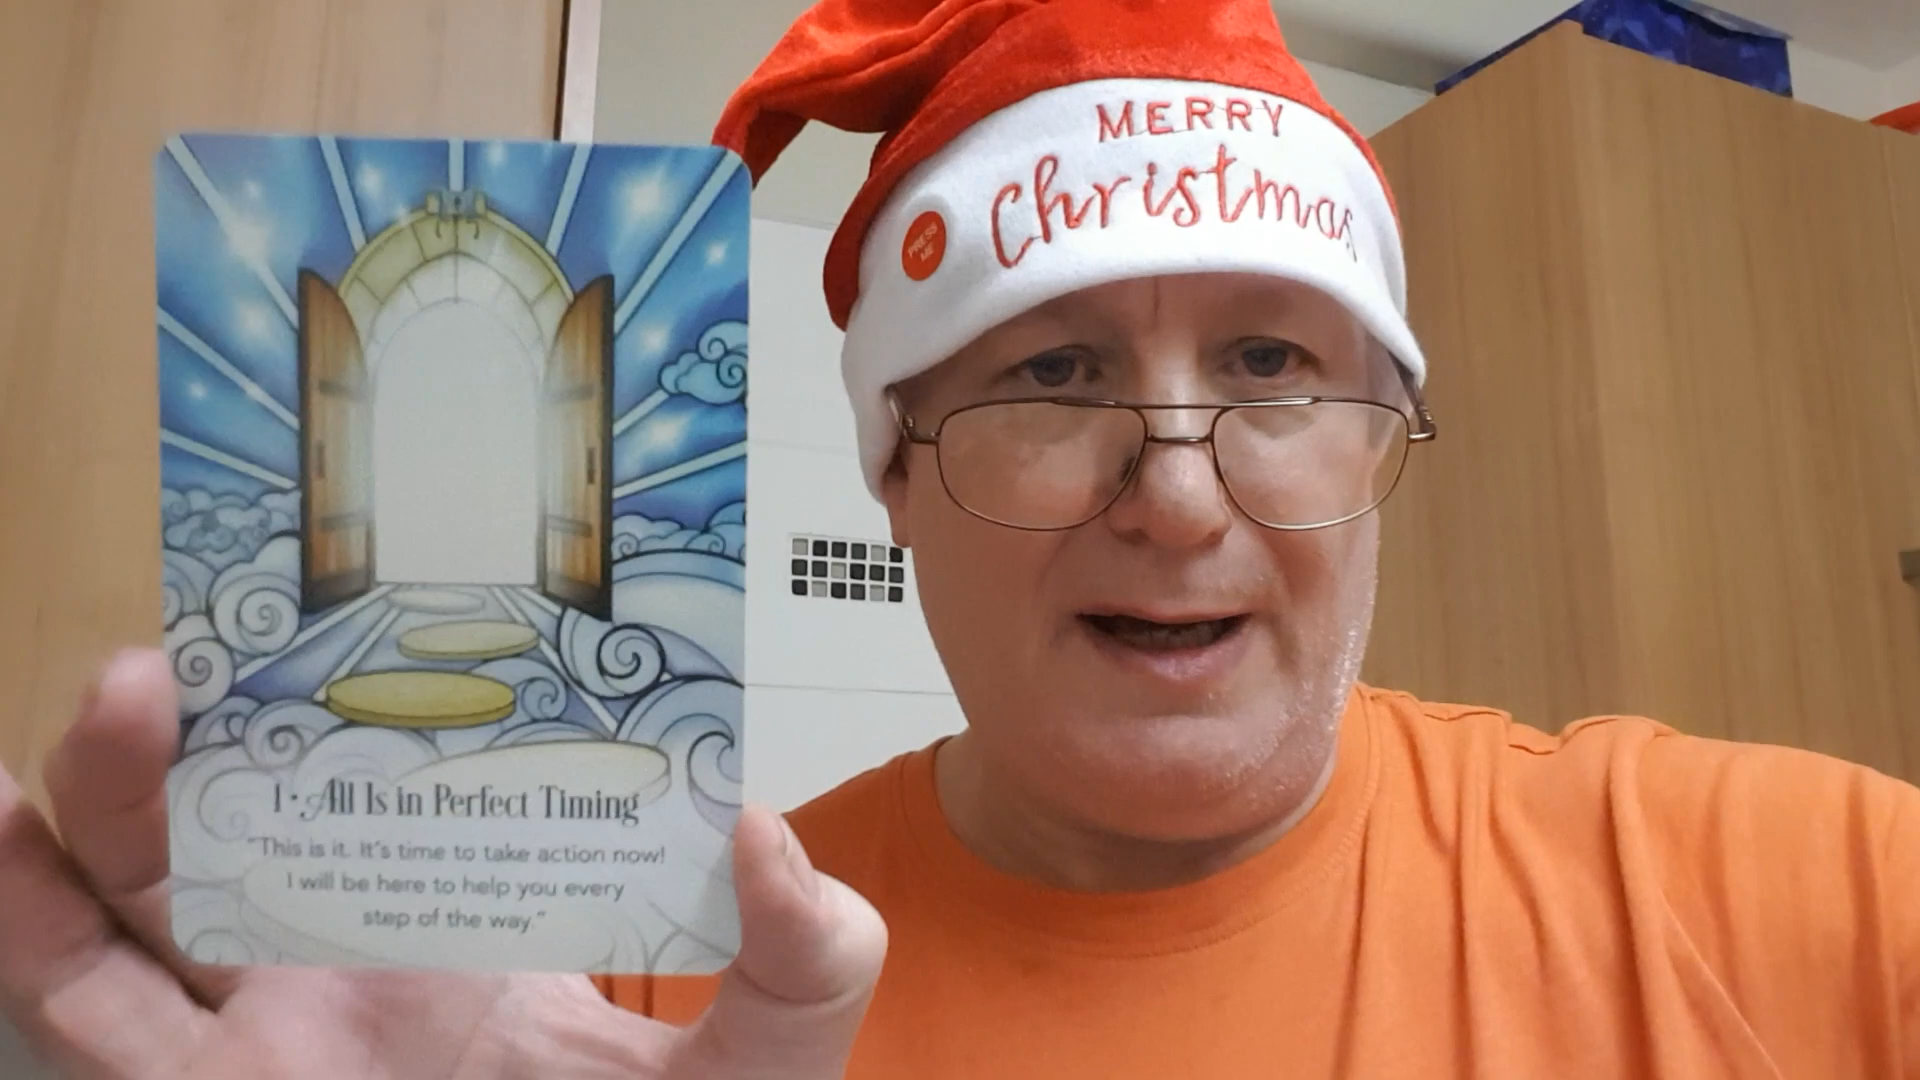 MERRY
Christmas
PRESS
ME
1 • All Is in Perfect Timing
"This is it. It's time to take action now!
I will be here to help you every
step of the way."